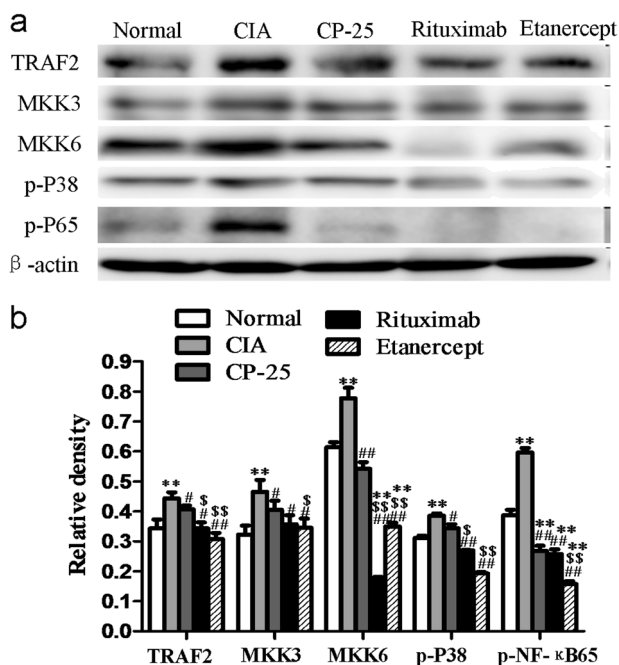 a
Normal CIA CP-25 Rituximab Etanercept
TRAF2
MKK3
MKK6
p-P38
p-P65
β-actin
b
Normal Rituximab
CIA Etanercept
CP-25
Relative density
0.9
0.8
0.7
0.6
0.5
0.4
0.3
0.2
0.1
0.0
** # $ # $$ ##
** # # $ #
** ## ** $$ ## ** $$ ##
** # $ ## $$ ##
** ** ## ** ## ** $$ ##
TRAF2 MKK3 MKK6 p-P38 p-NF-κB65